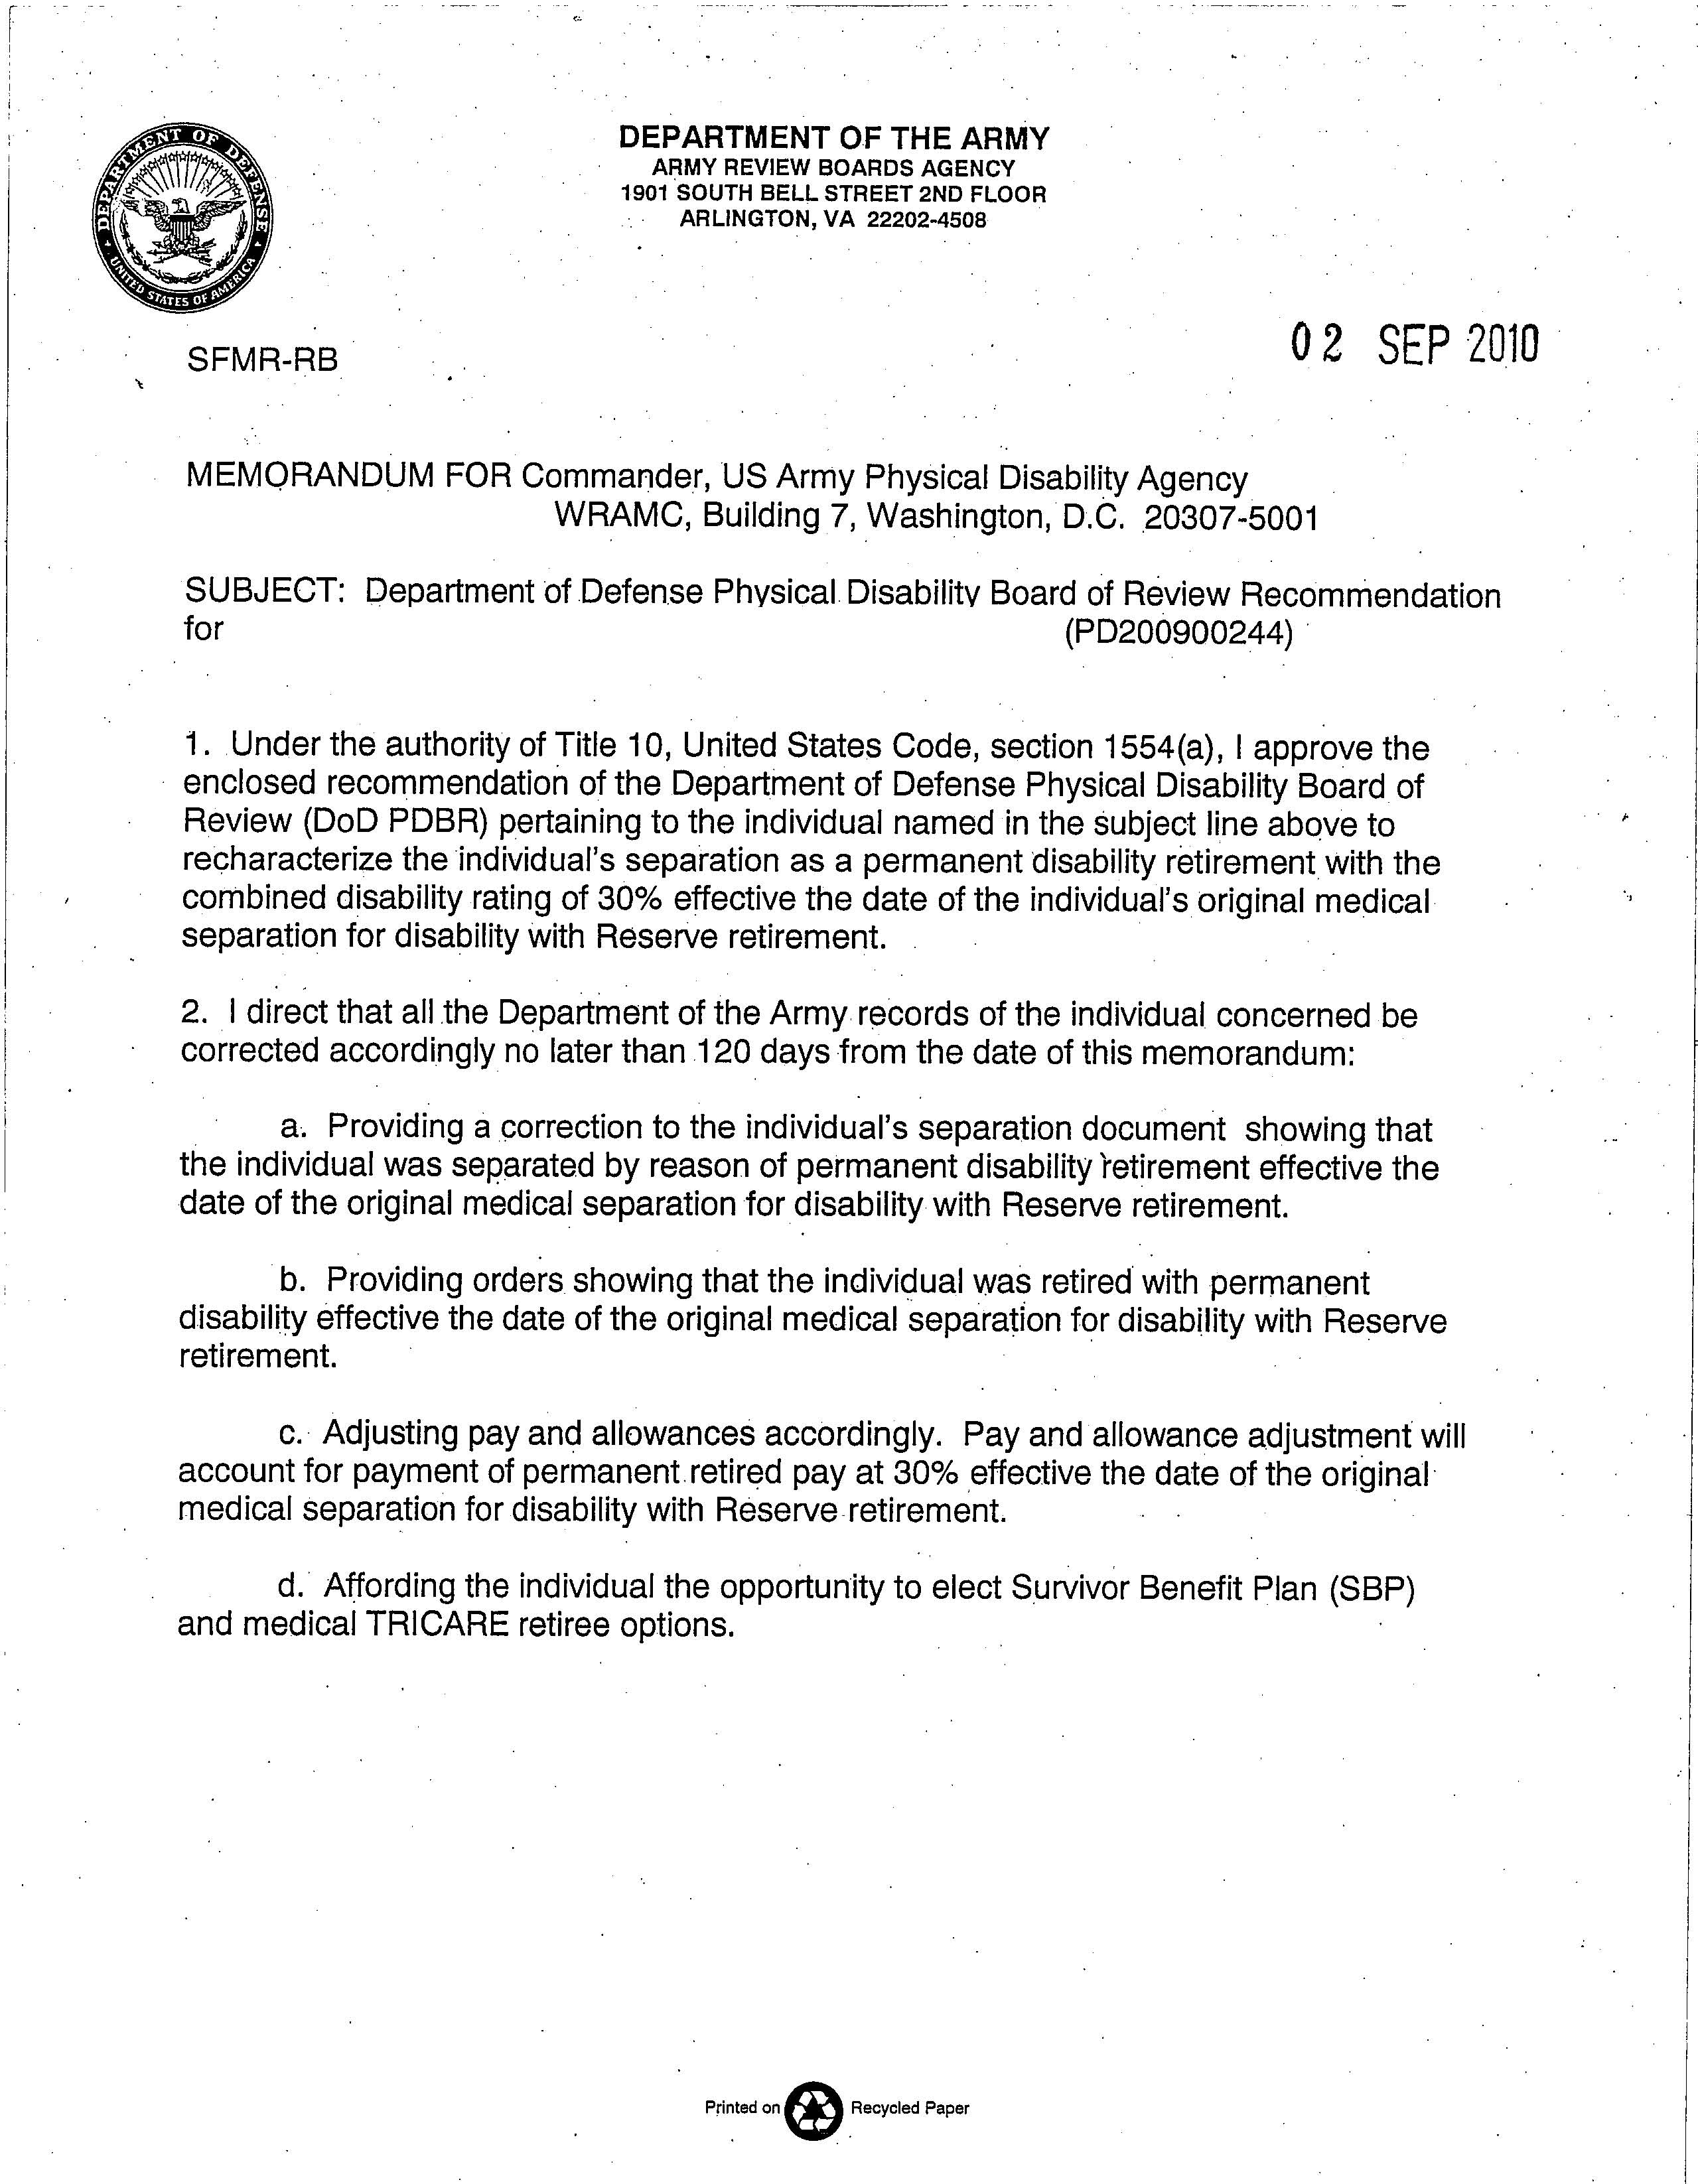 DEPARTMENT OF DEFENSE
UNITED STATES OF AMERICA
DEPARTMENT OF THE ARMY
ARMY REVIEW BOARDS AGENCY
1901 SOUTH BELL STREET 2ND FLOOR
ARLINGTON, VA 22202-4508
02 SEP 2010
SFMR-RB
MEMORANDUM FOR Commander, US Army Physical Disability Agency
WRAMC, Building 7, Washington, D.C. 20307-5001
SUBJECT: Department of Defense Physical Disability Board of Review Recommendation
for (PD200900244)
1. Under the authority of Title 10, United States Code, section 1554(a), I approve the
enclosed recommendation of the Department of Defense Physical Disability Board of
Review (DoD PDBR) pertaining to the individual named in the subject line above to
recharacterize the individual's separation as a permanent disability retirement with the
combined disability rating of 30% effective the date of the individual's original medical
separation for disability with Reserve retirement.
2. I direct that all the Department of the Army records of the individual concerned be
corrected accordingly no later than 120 days from the date of this memorandum:
a. Providing a correction to the individual's separation document showing that
the individual was separated by reason of permanent disability retirement effective the
date of the original medical separation for disability with Reserve retirement.
b. Providing orders showing that the individual was retired with permanent
disability effective the date of the original medical separation for disability with Reserve
retirement.
c. Adjusting pay and allowances accordingly. Pay and allowance adjustment will
account for payment of permanent retired pay at 30% effective the date of the original
medical separation for disability with Reserve retirement.
d. Affording the individual the opportunity to elect Survivor Benefit Plan (SBP)
and medical TRICARE retiree options.
Printed on Recycled Paper